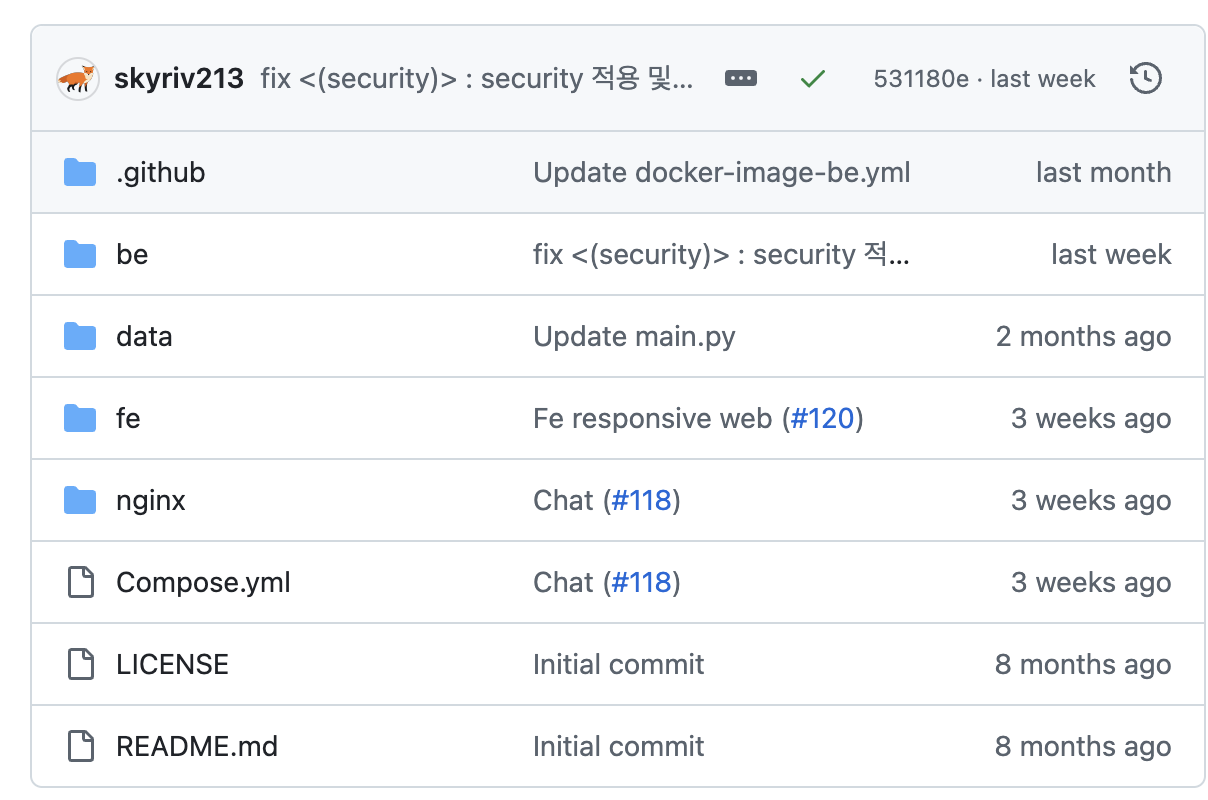 skyriv213 fix <(security)> : security 적용 및... 531180e · last week
.github Update docker-image-be.yml last month
be fix <(security)> : security 적... last week
data Update main.py 2 months ago
fe Fe responsive web (#120) 3 weeks ago
nginx Chat (#118) 3 weeks ago
Compose.yml Chat (#118) 3 weeks ago
LICENSE Initial commit 8 months ago
README.md Initial commit 8 months ago